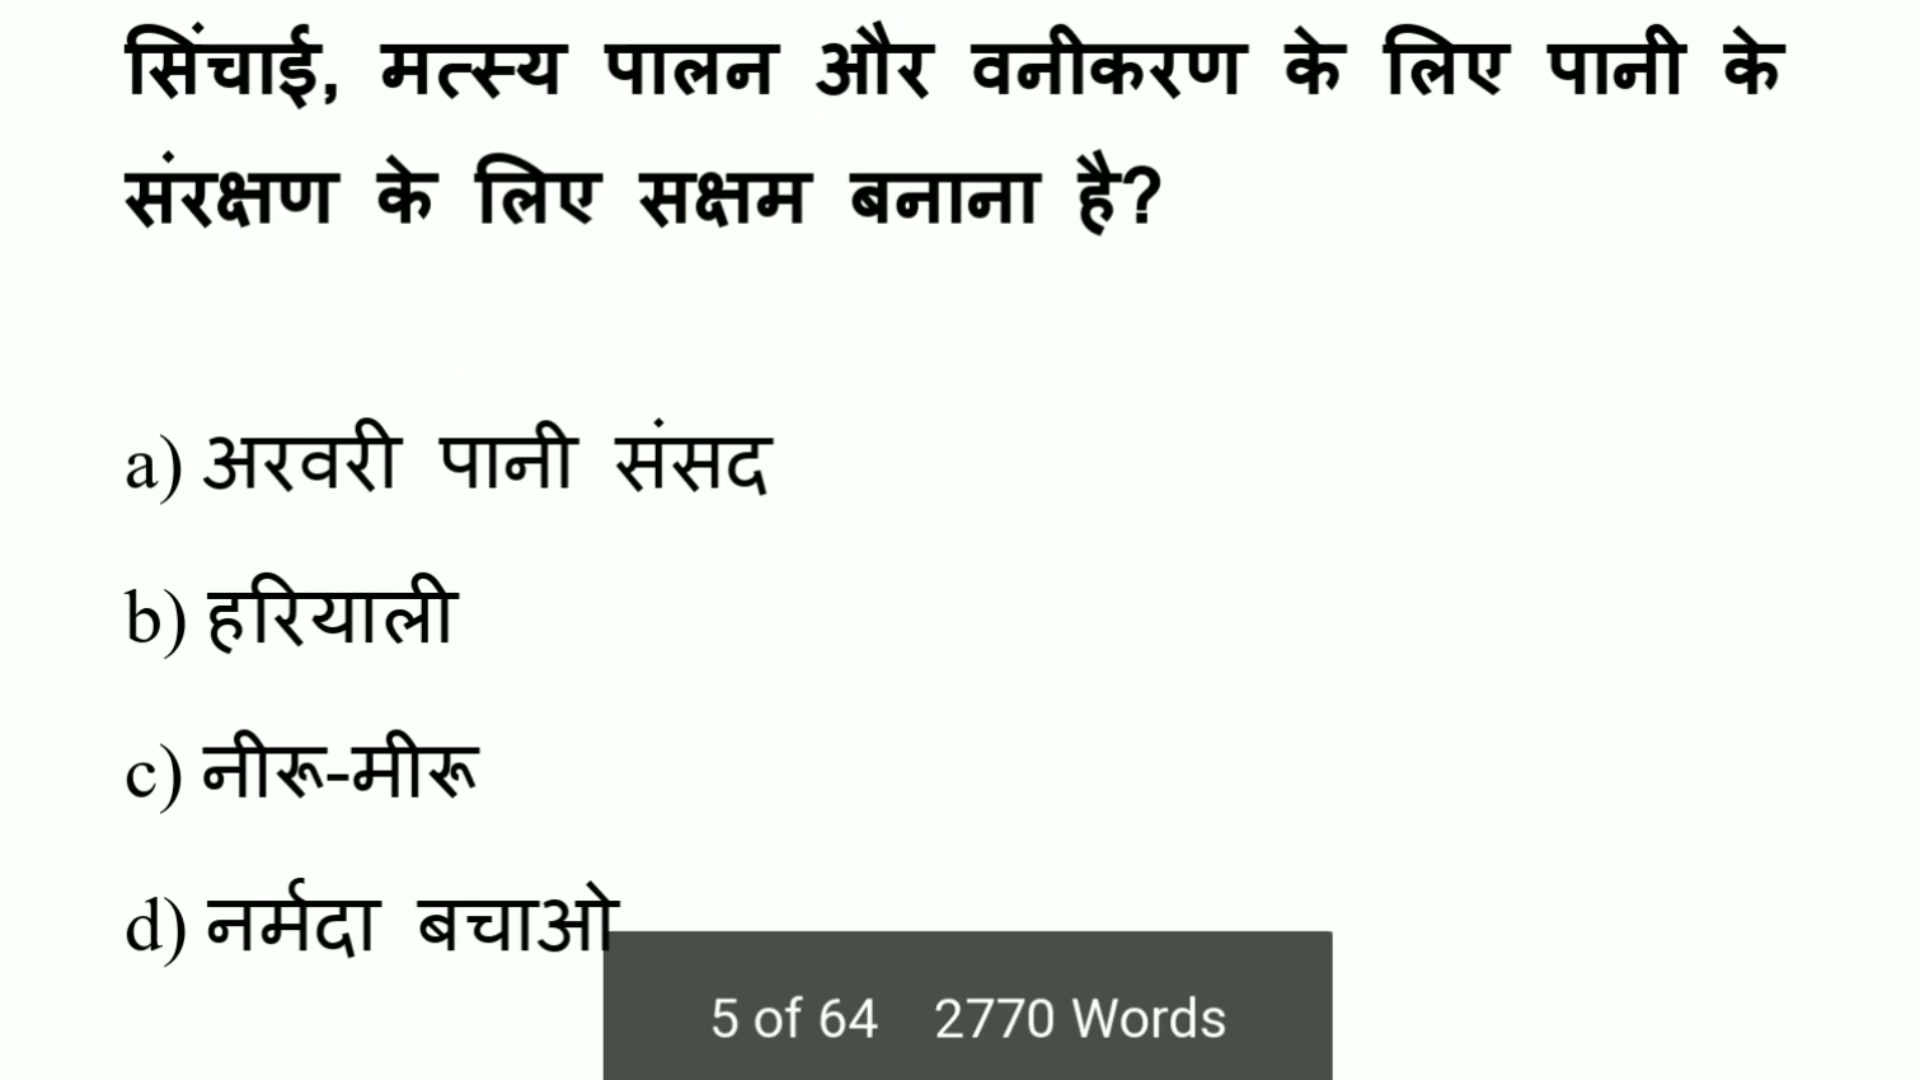 सिंचाई, मत्स्य पालन और वनीकरण के लिए पानी के
संरक्षण के लिए सक्षम बनाना है?
a) अरवरी पानी संसद
b) हरियाली
c) नीरू-मीरू
d) नर्मदा बचाओ
5 of 64 2770 Words